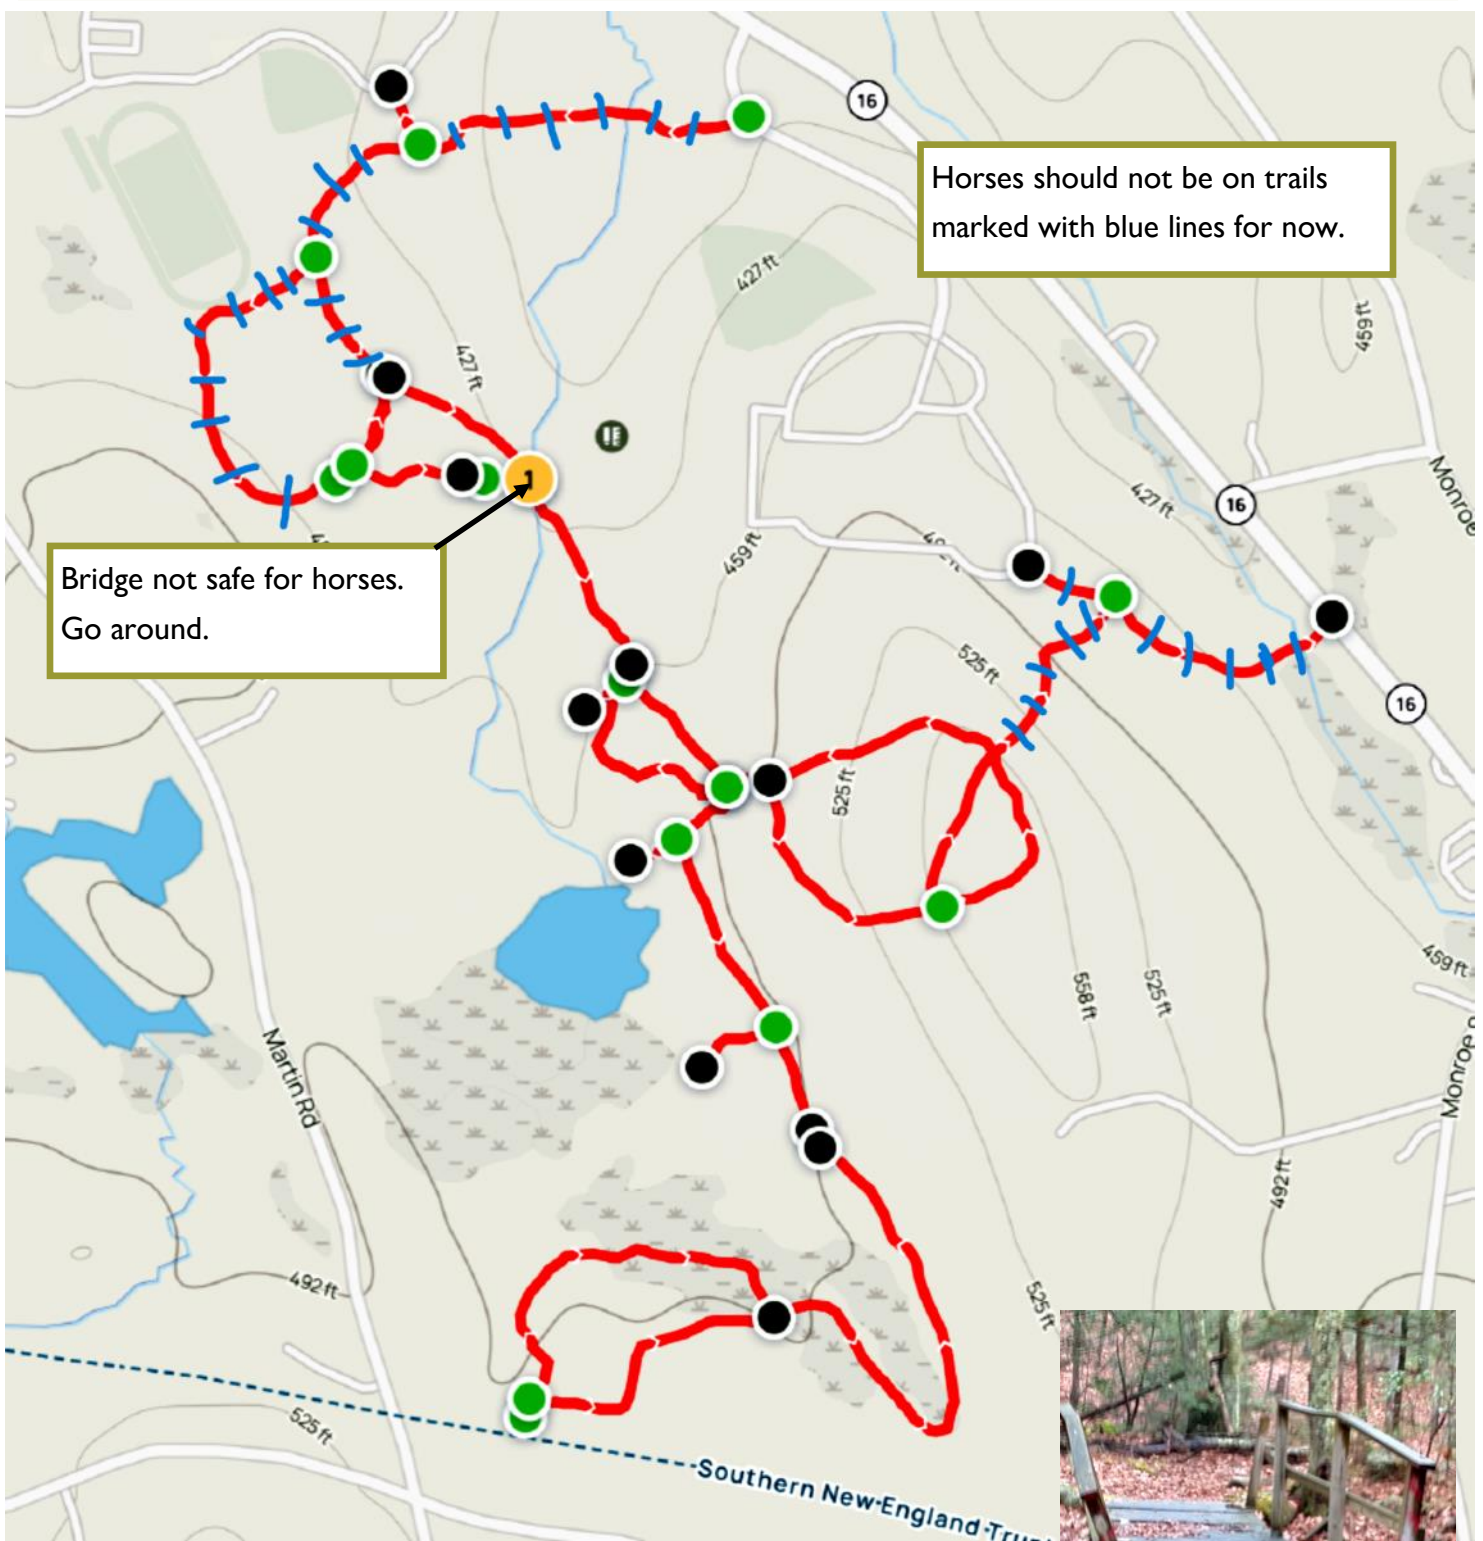 16
Horses should not be on trails
marked with blue lines for now.
427 ft
459 ft
427 ft
Monroe
427 ft
16
459 ft
Bridge not safe for horses.
Go around.
1
525 ft
16
525 ft
459 ft
558 ft
525 ft
Martin Rd
Monroe
492 ft
492 ft
525 ft
525 ft
Southern New England Trun